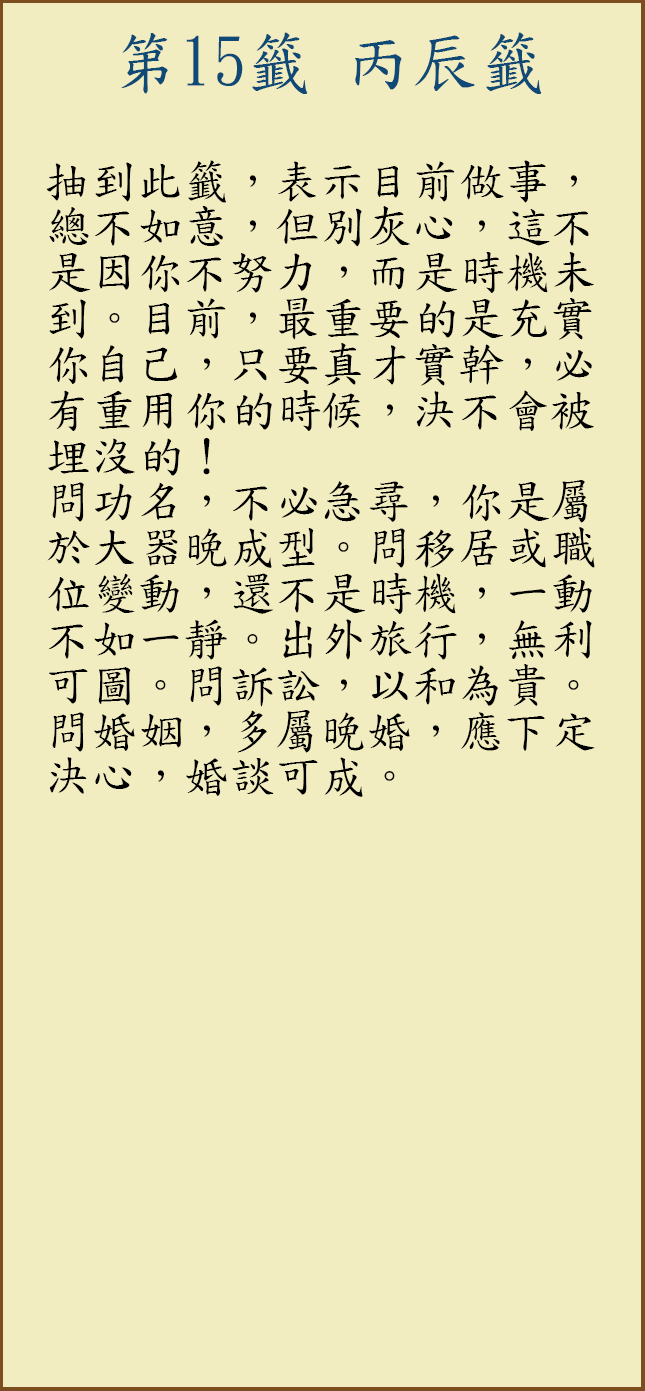 第15籤 丙辰籤
抽到此籤，表示目前做事，
總不如意，但別灰心，這不
是因你不努力，而是時機未
到。目前，最重要的是充實
你自己，只要真才實幹，必
有重用你的時候，決不會被
埋沒的！
問功名，不必急尋，你是屬
於大器晚成型。問移居或職
位變動，還不是時機，一動
不如一靜。出外旅行，無利
可圖。問訴訟，以和為貴。
問婚姻，多屬晚婚，應下定
決心，婚談可成。